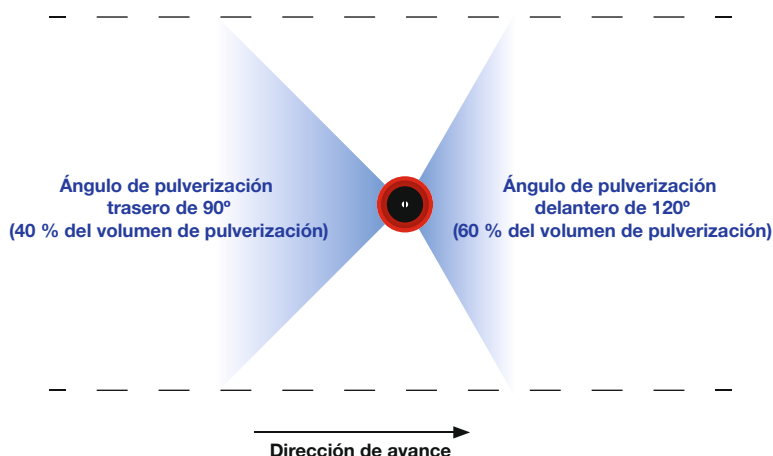 Ángulo de pulverización
trasero de 90º
(40 % del volumen de pulverización)
Ángulo de pulverización
delantero de 120º
(60 % del volumen de pulverización)
Dirección de avance